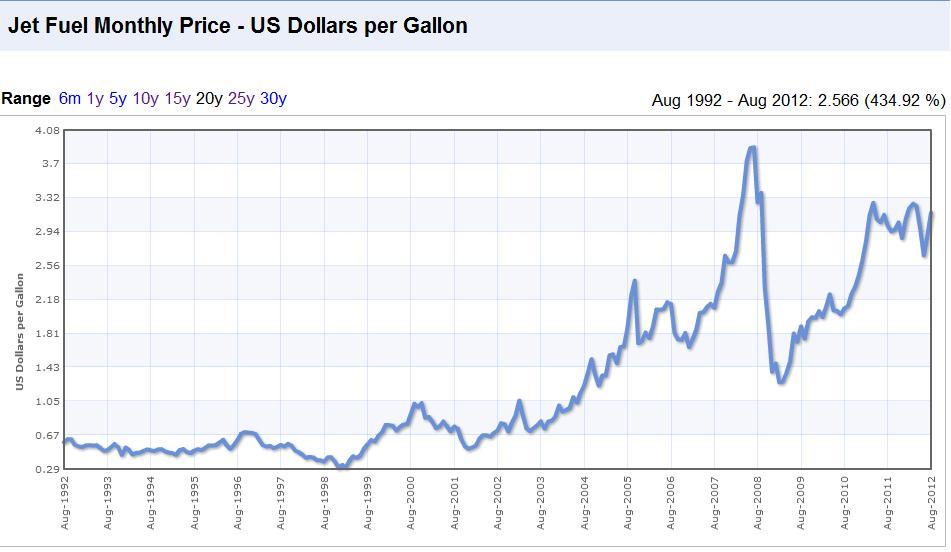 Jet Fuel Monthly Price - US Dollars per Gallon
Range 6m 1y 5y 10y 15y 20y 25y 30y
Aug 1992 - Aug 2012: 2.566 (434.92 %)
4.08
3.7
3.32
2.94
2.56
2.18
1.81
1.43
1.05
0.67
0.29
US Dollars per Gallon
Aug-1992
Aug-1993
Aug-1994
Aug-1995
Aug-1996
Aug-1997
Aug-1998
Aug-1999
Aug-2000
Aug-2001
Aug-2002
Aug-2003
Aug-2004
Aug-2005
Aug-2006
Aug-2007
Aug-2008
Aug-2009
Aug-2010
Aug-2011
Aug-2012